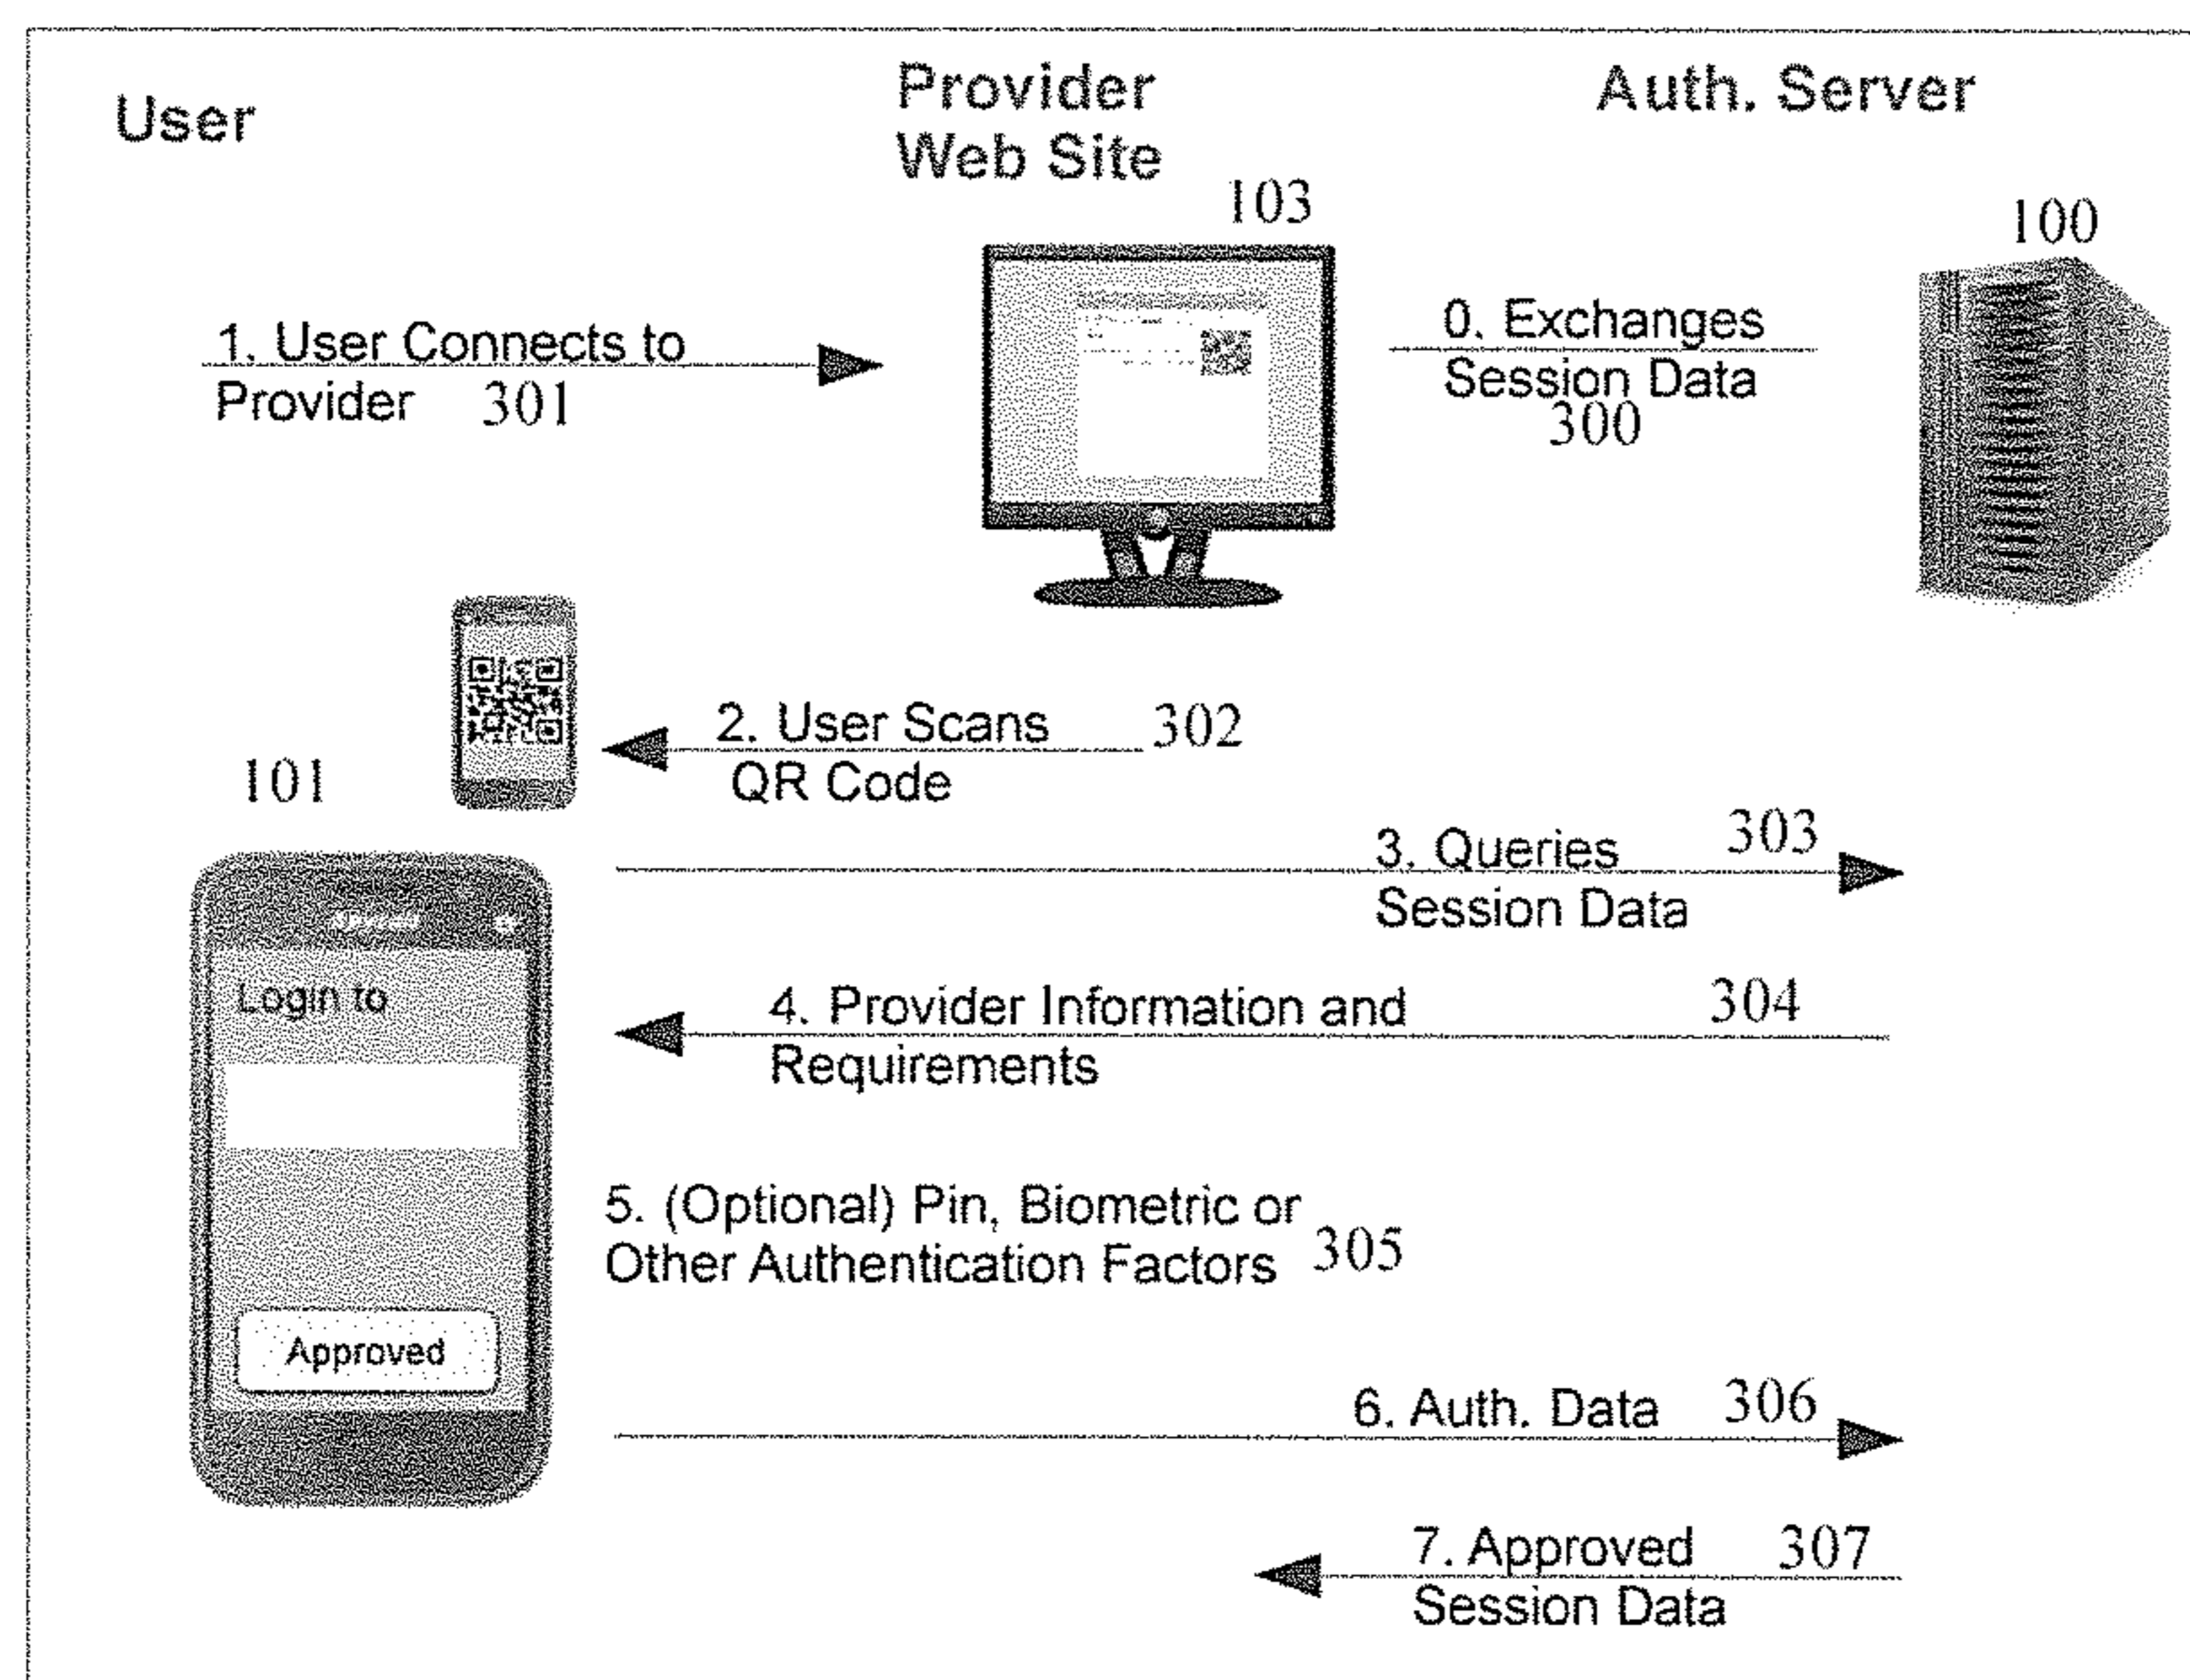 User
Provider
Web Site
Auth. Server
103
100
1. User Connects to
Provider 301
0. Exchanges
Session Data
300
2. User Scans 302
QR Code
101
3. Queries 303
Session Data
Login to
4. Provider Information and 304
Requirements
5. (Optional) Pin, Biometric or
Other Authentication Factors 305
Approved
6. Auth. Data 306
7. Approved 307
Session Data